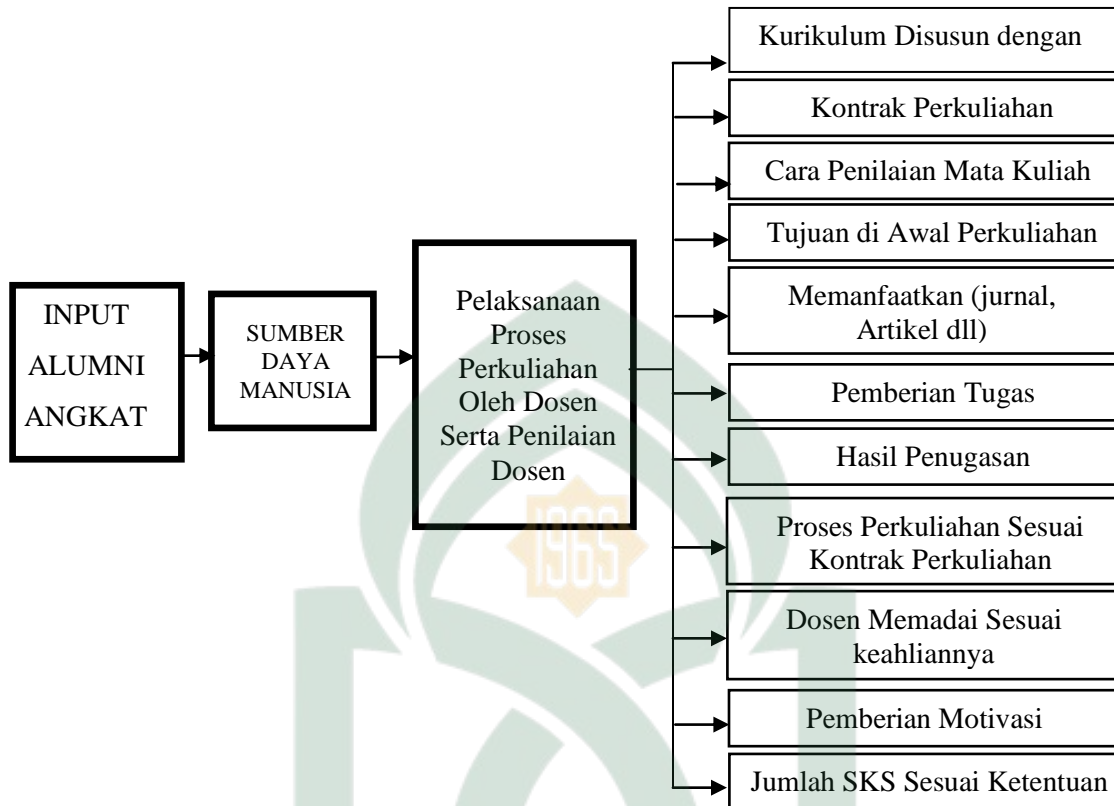 INPUT
ALUMNI
ANGKAT
SUMBER
DAYA
MANUSIA
Pelaksanaan
Proses
Perkuliahan
Oleh Dosen
Serta Penilaian
Dosen
Kurikulum Disusun dengan
Kontrak Perkuliahan
Cara Penilaian Mata Kuliah
Tujuan di Awal Perkuliahan
Memanfaatkan (jurnal,
Artikel dll)
Pemberian Tugas
Hasil Penugasan
Proses Perkuliahan Sesuai
Kontrak Perkuliahan
Dosen Memadai Sesuai
keahliannya
Pemberian Motivasi
Jumlah SKS Sesuai Ketentuan
1965